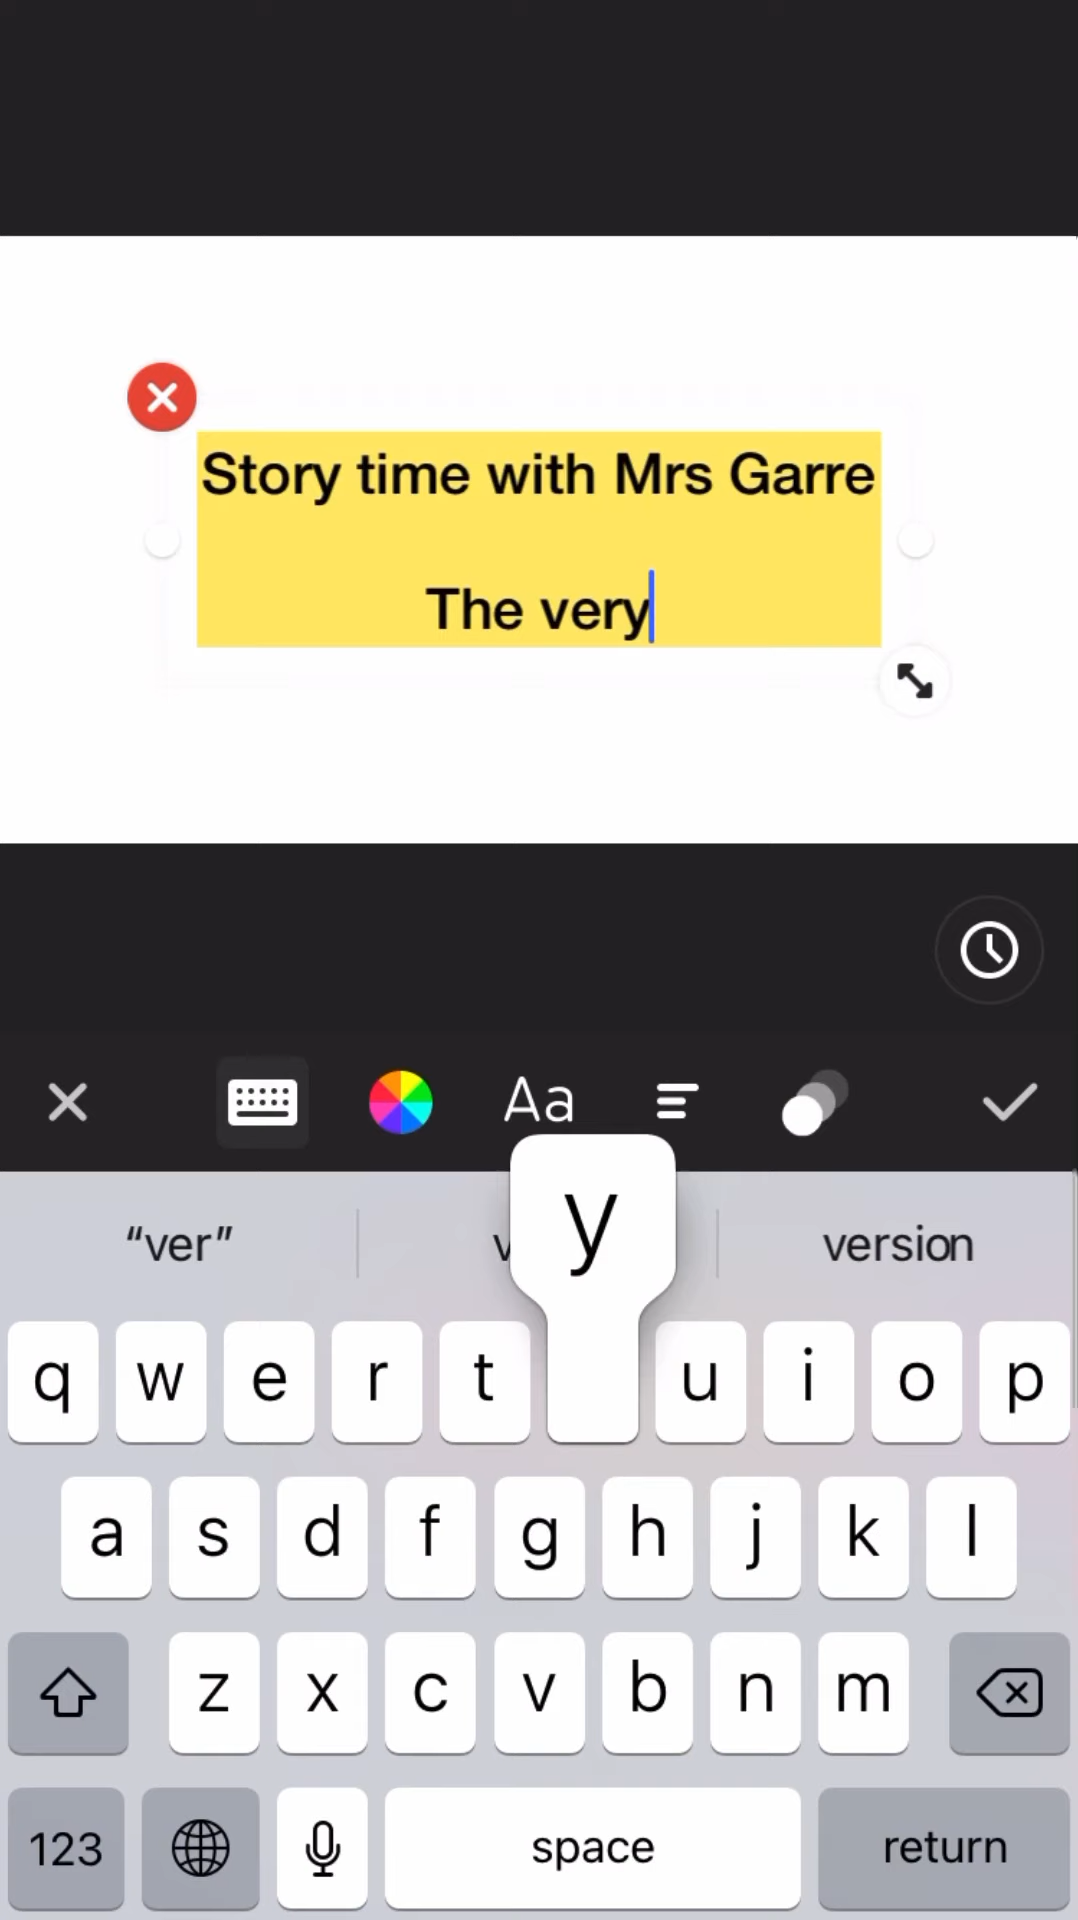 Story time with Mrs Garre
The very
Aa
y
“ver”
version
q w e r t u i o p
a s d f g h j k l
z x c v b n m
123
space
return